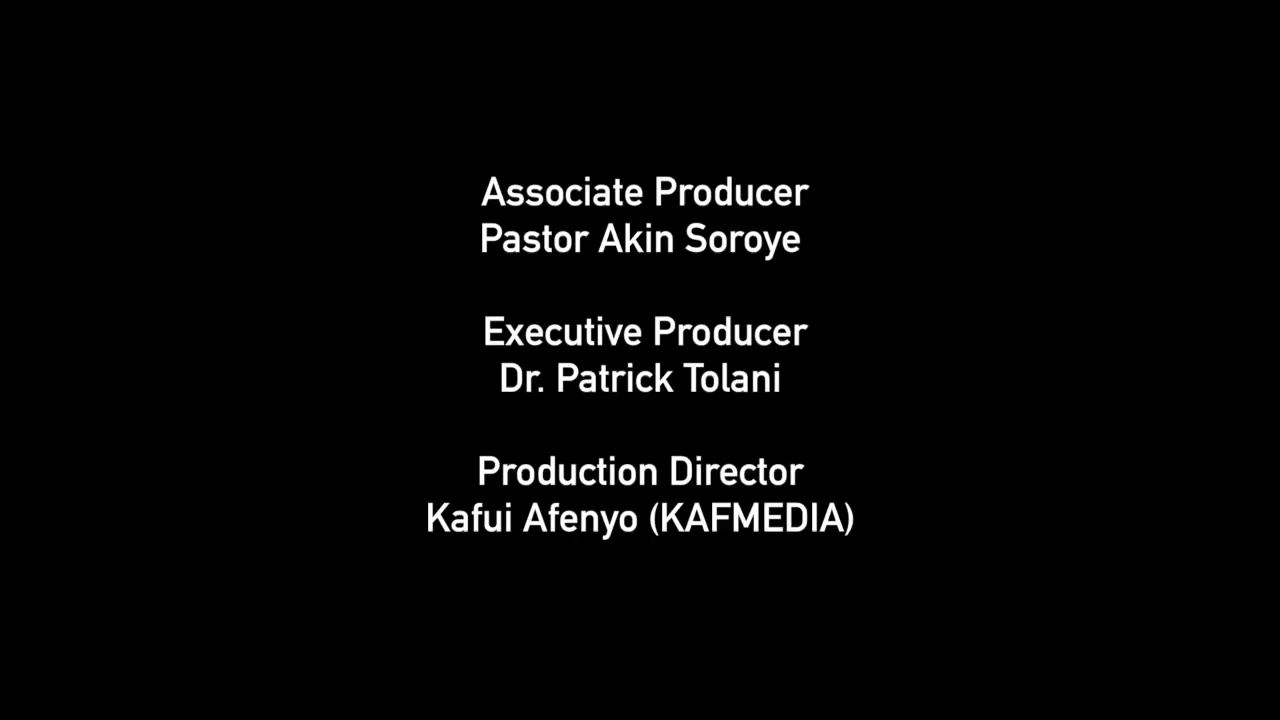 Associate Producer
Pastor Akin Soroye
Executive Producer
Dr. Patrick Tolani
Production Director
Kafui Afenyo (KAFMEDIA)